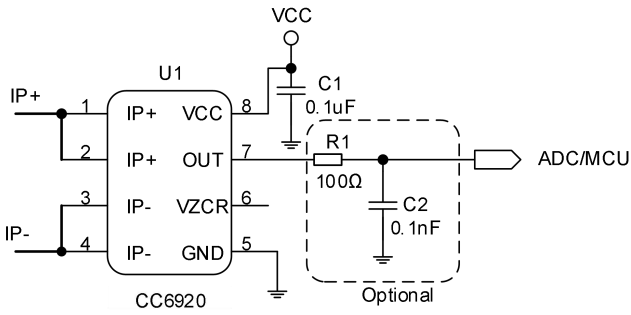 VCC
U1
C1
0.1uF
IP+
1
IP+
VCC
8
2
IP+
OUT
7
R1
100Ω
ADC/MCU
3
IP-
VZCR
6
C2
0.1nF
IP-
4
IP-
GND
5
CC6920
Optional